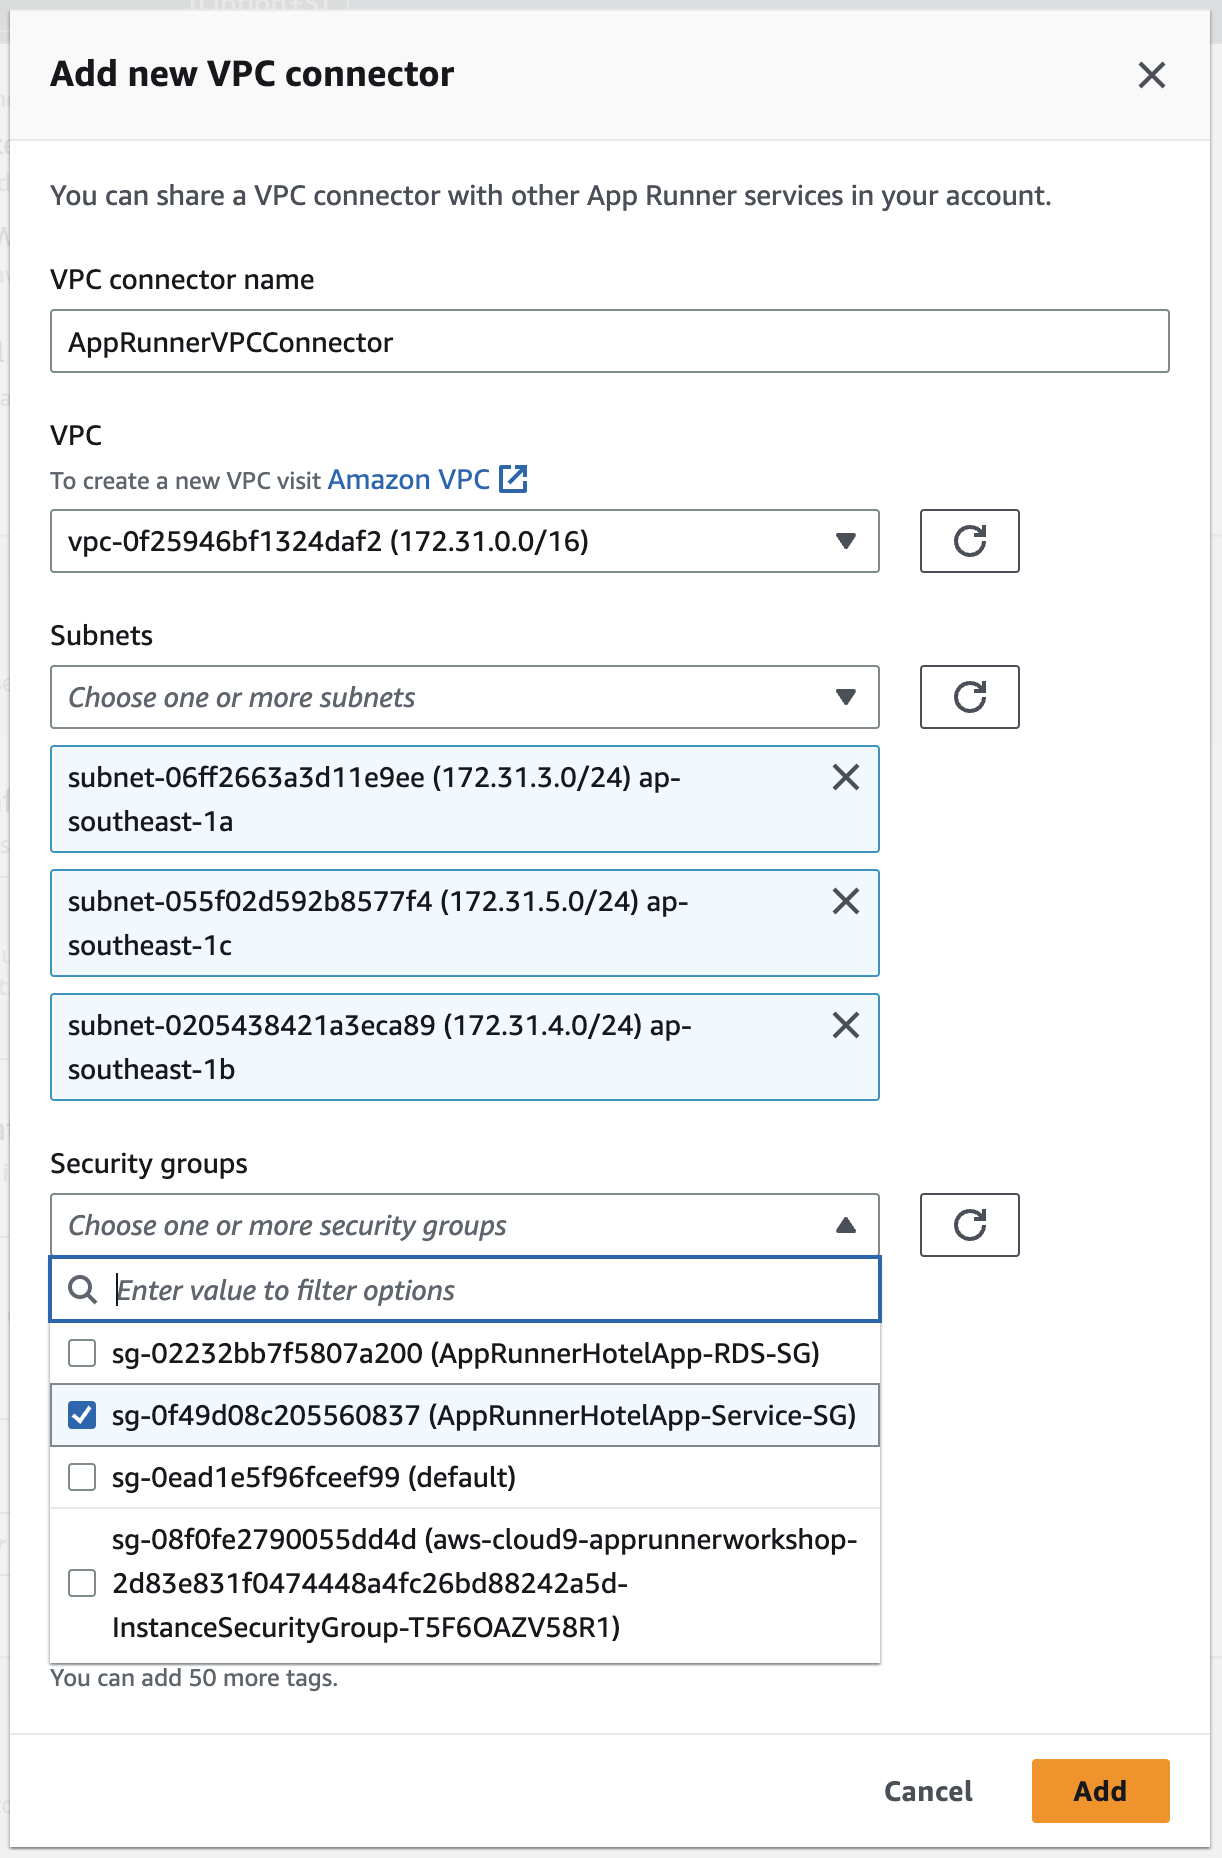 Add new VPC connector
You can share a VPC connector with other App Runner services in your account.
VPC connector name
AppRunnerVPCConnector
VPC
To create a new VPC visit Amazon VPC
vpc-0f25946bf1324daf2 (172.31.0.0/16)
Subnets
Choose one or more subnets
subnet-06ff2663a3d11e9ee (172.31.3.0/24) ap-
southeast-1a
subnet-055f02d592b8577f4 (172.31.5.0/24) ap-
southeast-1c
subnet-0205438421a3eca89 (172.31.4.0/24) ap-
southeast-1b
Security groups
Choose one or more security groups
Enter value to filter options
sg-02232bb7f5807a200 (AppRunnerHotelApp-RDS-SG)
sg-0f49d08c205560837 (AppRunnerHotelApp-Service-SG)
sg-0ead1e5f96fceef99 (default)
sg-08f0fe2790055dd4d (aws-cloud9-apprunnerworkshop-
2d83e831f0474448a4fc26bd88242a5d-
InstanceSecurityGroup-T5F6OAZV58R1)
You can add 50 more tags.
Cancel
Add